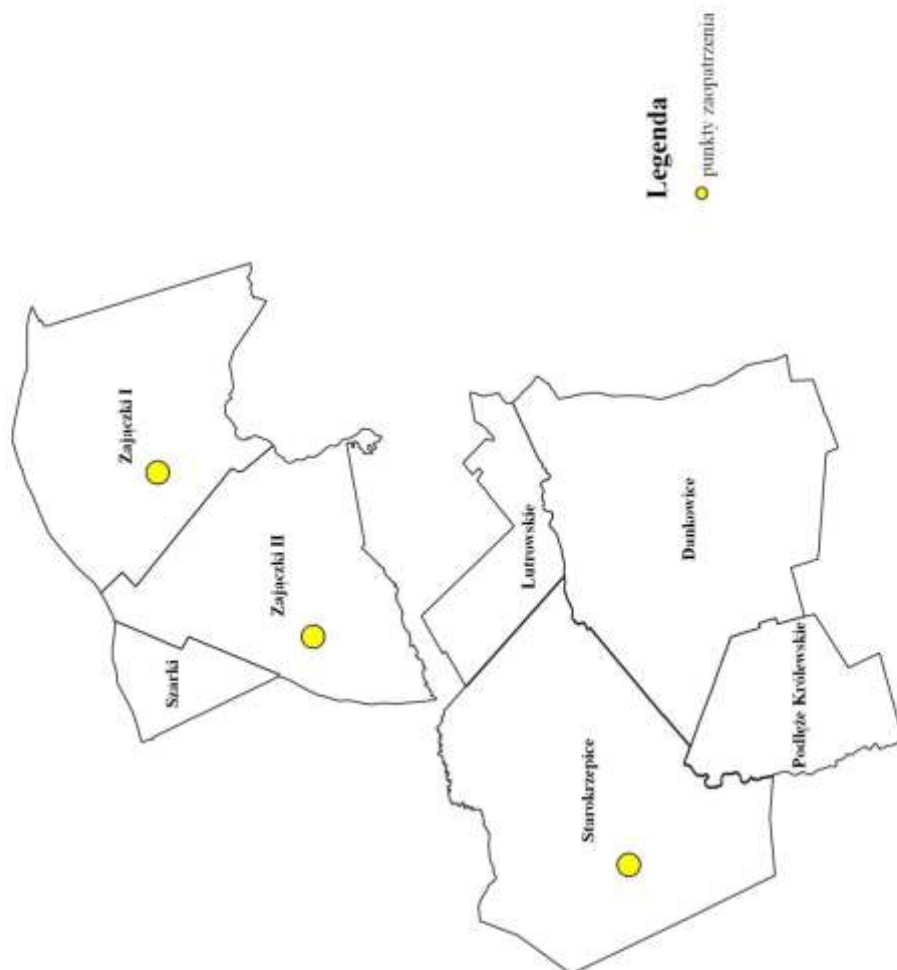 Zajączki I
Szarki
Zajączki II
Lutrowskie
Starokrzepice
Dankowice
Podłęże Królewskie
Legenda
punkty zaopatrzenia